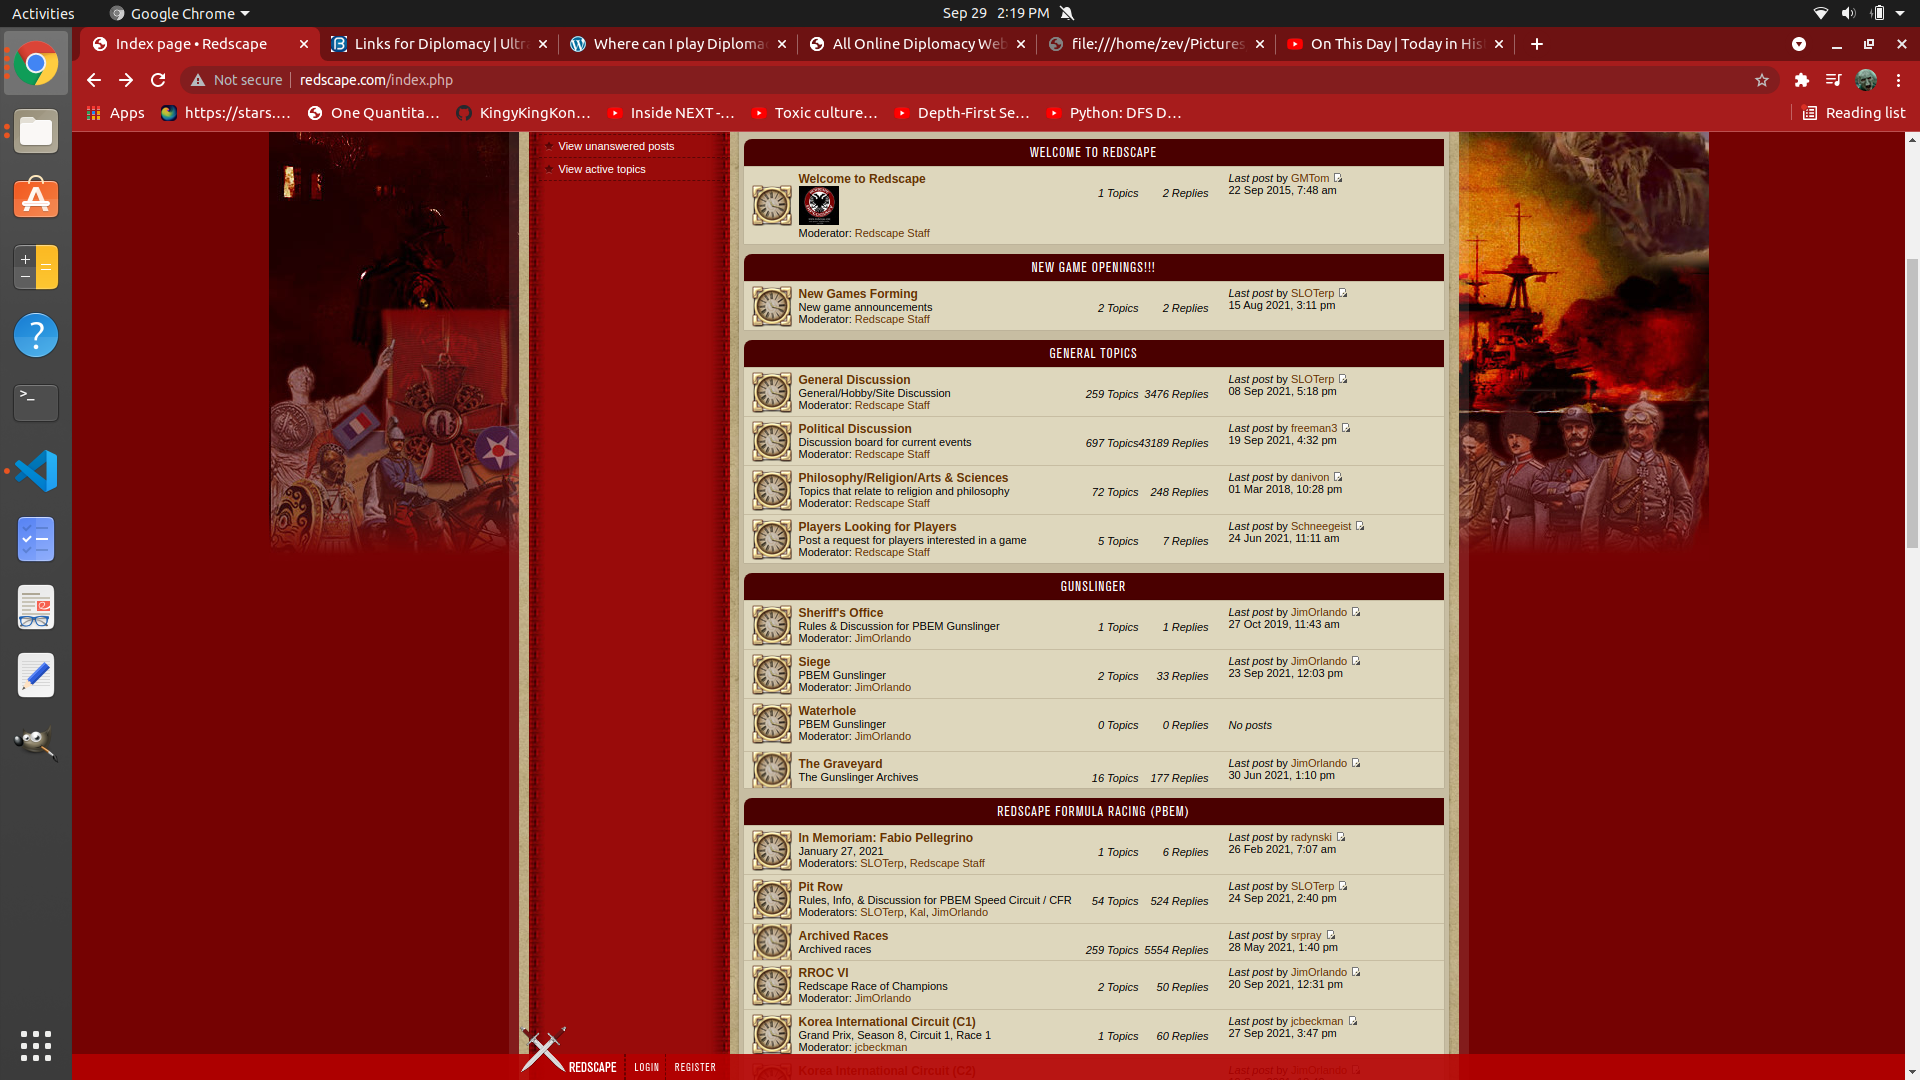 Activities
Google Chrome
Sep 29 2:19 PM
Index page • Redscape
Links for Diplomacy | Ultr
Where can I play Diploma
All Online Diplomacy Web
file:///home/zev/Pictures
On This Day | Today in His
Not secure
redscape.com/index.php
Apps
https://stars....
One Quantita...
KingyKingKon...
Inside NEXT -...
Toxic culture...
Depth-First Se...
Python: DFS D...
Reading list
View unanswered posts
View active topics
WELCOME TO REDSCAPE
Welcome to Redscape
1 Topics 2 Replies
Last post by GMTom
22 Sep 2015, 7:48 am
Moderator: Redscape Staff
NEW GAME OPENINGS!!!
New Games Forming
New game announcements
Moderator: Redscape Staff
2 Topics 2 Replies
Last post by SLOTerp
15 Aug 2021, 3:11 pm
GENERAL TOPICS
General Discussion
General/Hobby/Site Discussion
Moderator: Redscape Staff
259 Topics 3476 Replies
Last post by SLOTerp
08 Sep 2021, 5:18 pm
Political Discussion
Discussion board for current events
Moderator: Redscape Staff
697 Topics 43189 Replies
Last post by freeman3
19 Sep 2021, 4:32 pm
Philosophy/Religion/Arts & Sciences
Topics that relate to religion and philosophy
Moderator: Redscape Staff
72 Topics 248 Replies
Last post by danivon
01 Mar 2018, 10:28 pm
Players Looking for Players
Post a request for players interested in a game
Moderator: Redscape Staff
5 Topics 7 Replies
Last post by Schneegeist
24 Jun 2021, 11:11 am
GUNSLINGER
Sheriff's Office
Rules & Discussion for PBEM Gunslinger
Moderator: JimOrlando
1 Topics 1 Replies
Last post by JimOrlando
27 Oct 2019, 11:43 am
Siege
PBEM Gunslinger
Moderator: JimOrlando
2 Topics 33 Replies
Last post by JimOrlando
23 Sep 2021, 12:03 pm
Waterhole
PBEM Gunslinger
Moderator: JimOrlando
0 Topics 0 Replies
No posts
The Graveyard
The Gunslinger Archives
16 Topics 177 Replies
Last post by JimOrlando
30 Jun 2021, 1:10 pm
REDSCAPE FORMULA RACING (PBEM)
In Memoriam: Fabio Pellegrino
January 27, 2021
Moderators: SLOTerp, Redscape Staff
1 Topics 6 Replies
Last post by radynski
26 Feb 2021, 7:07 am
Pit Row
Rules, Info, & Discussion for PBEM Speed Circuit / CFR
Moderators: SLOTerp, Kal, JimOrlando
54 Topics 524 Replies
Last post by SLOTerp
24 Sep 2021, 2:40 pm
Archived Races
Archived races
259 Topics 5554 Replies
Last post by srpray
28 May 2021, 1:40 pm
RROC VI
Redscape Race of Champions
Moderator: JimOrlando
2 Topics 50 Replies
Last post by JimOrlando
20 Sep 2021, 12:31 pm
Korea International Circuit (C1)
Grand Prix, Season 8, Circuit 1, Race 1
Moderator: jcbeckman
1 Topics 60 Replies
Last post by jcbeckman
27 Sep 2021, 3:47 pm
Korea International Circuit (C2)
Last post by JimOrlando
REDSCAPE
LOGIN
REGISTER